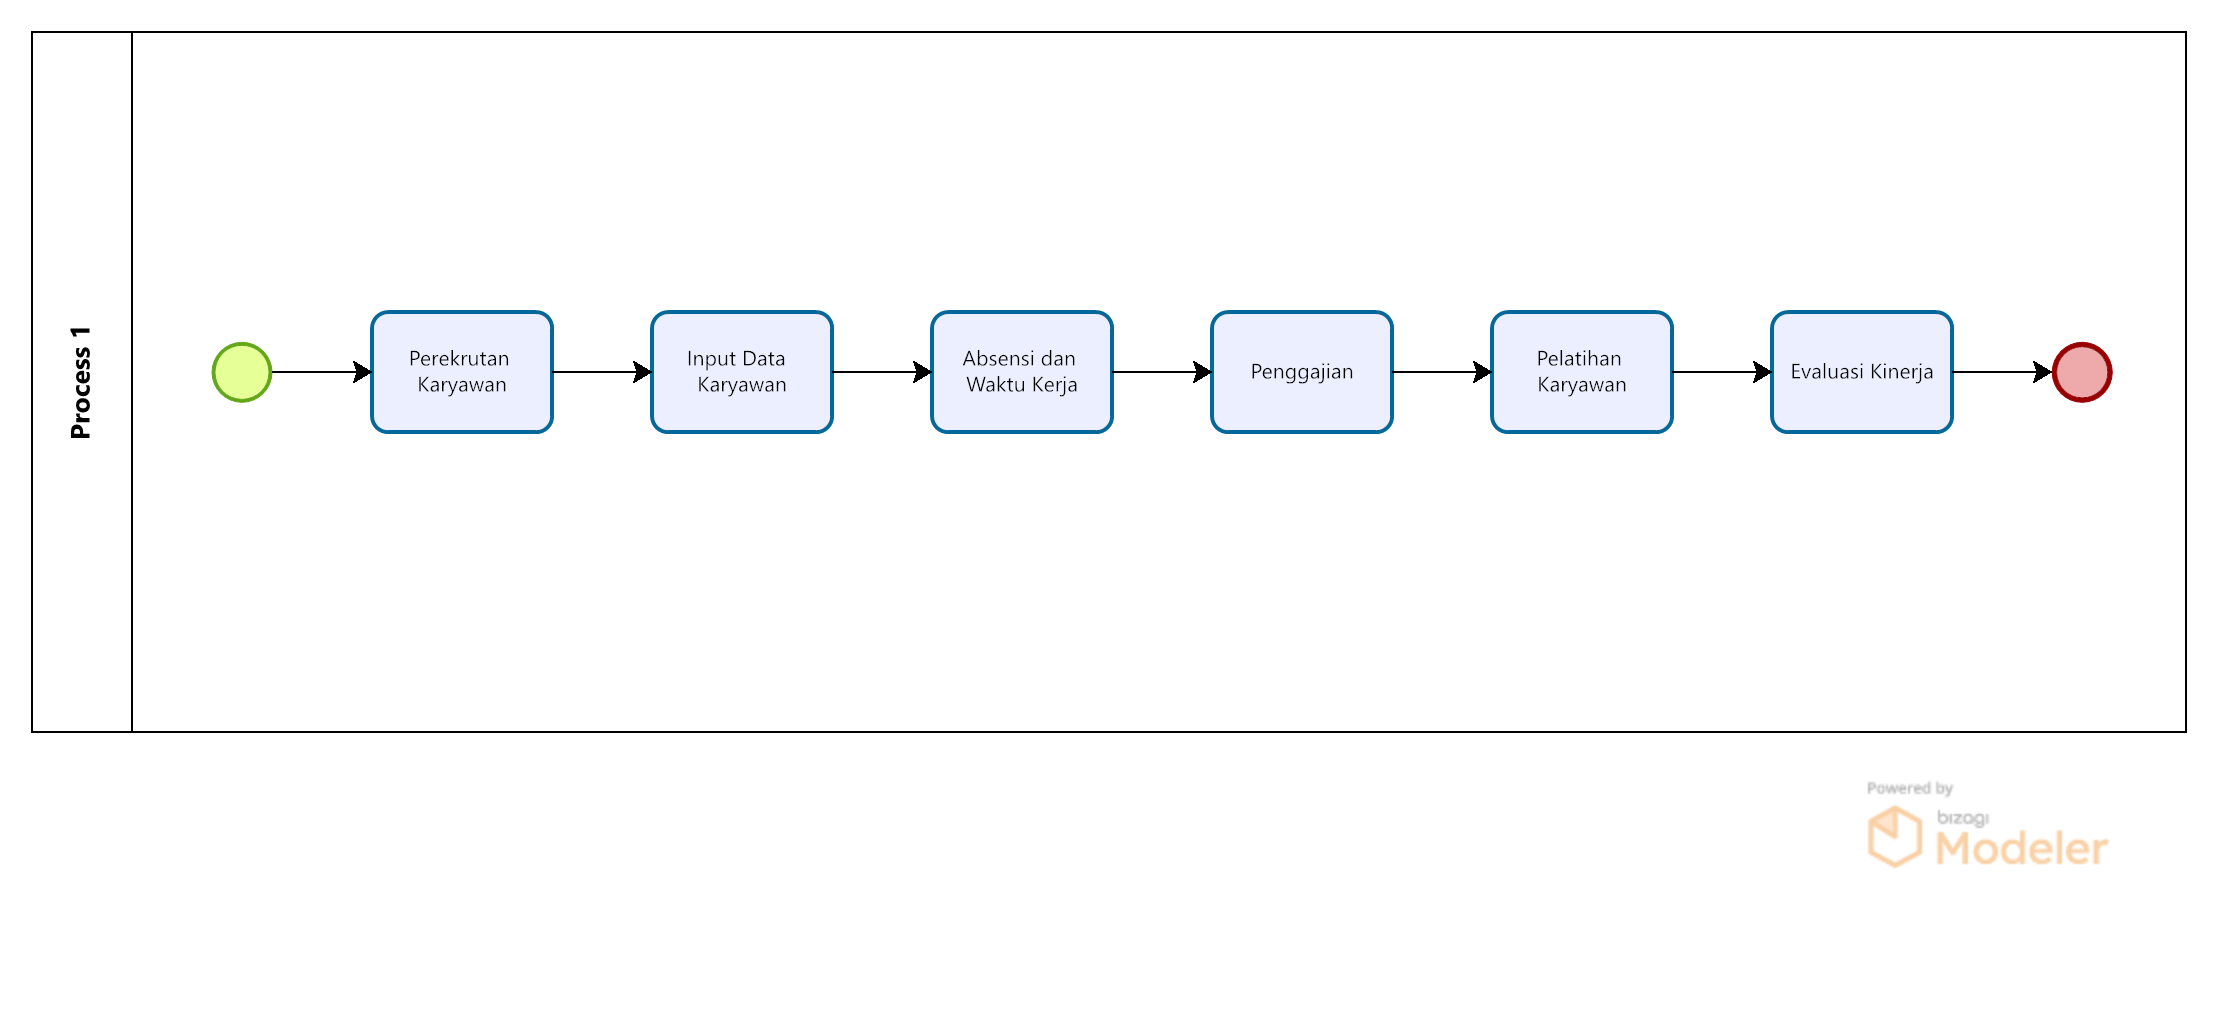 Process 1
Perekrutan
Karyawan
Input Data
Karyawan
Absensi dan
Waktu Kerja
Penggajian
Pelatihan
Karyawan
Evaluasi Kinerja
Powered by
bizagi
Modeler